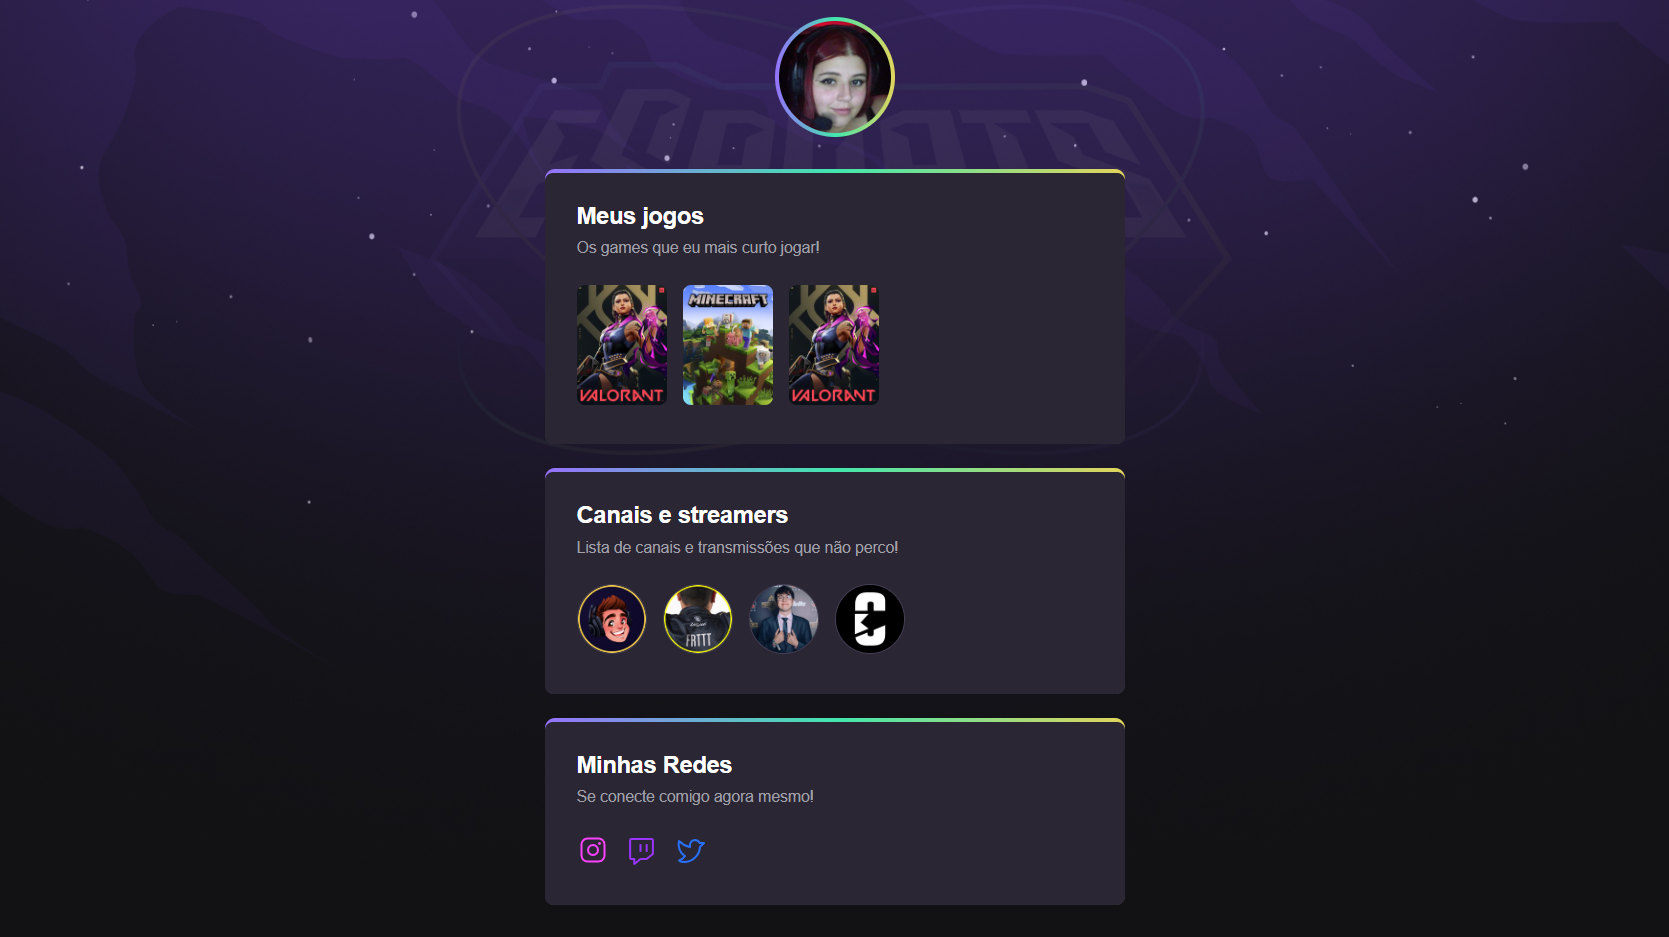 ESPORTS
Meus jogos
Os games que eu mais curto jogar!
VALORANT
MINECRAFT
VALORANT
Canais e streamers
Lista de canais e transmissões que não perco!
FRTTT
Minhas Redes
Se conecte comigo agora mesmo!